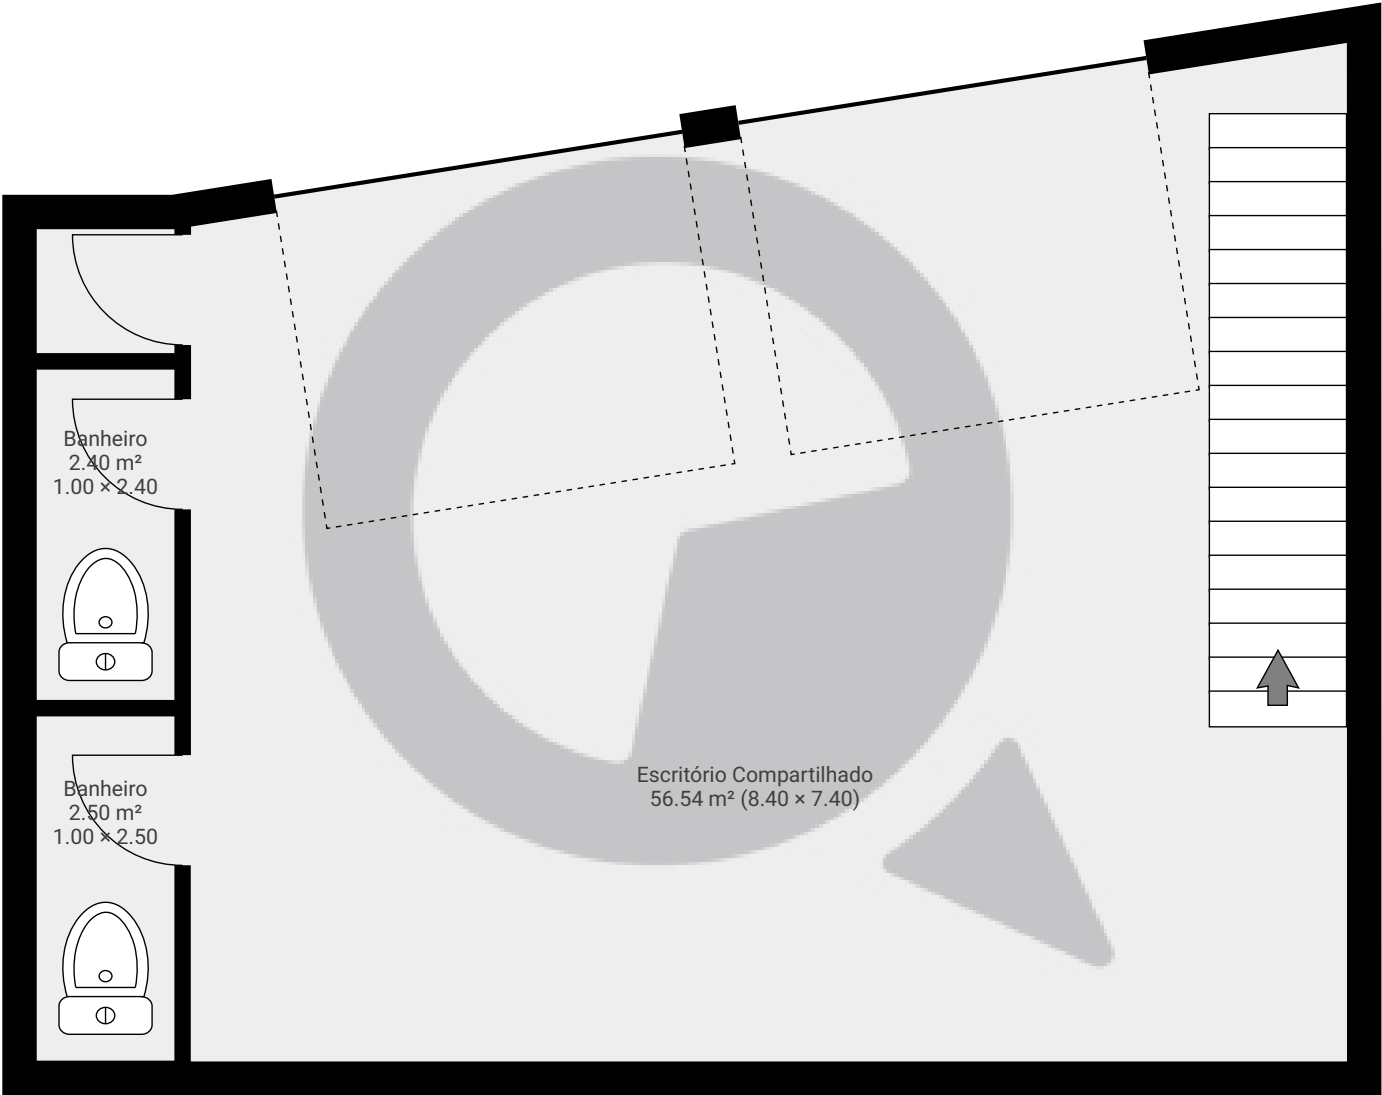 Banheiro
2.40 m²
1.00 × 2.40
Escritório Compartilhado
56.54 m² (8.40 × 7.40)
Banheiro
2.50 m²
1.00 × 2.50